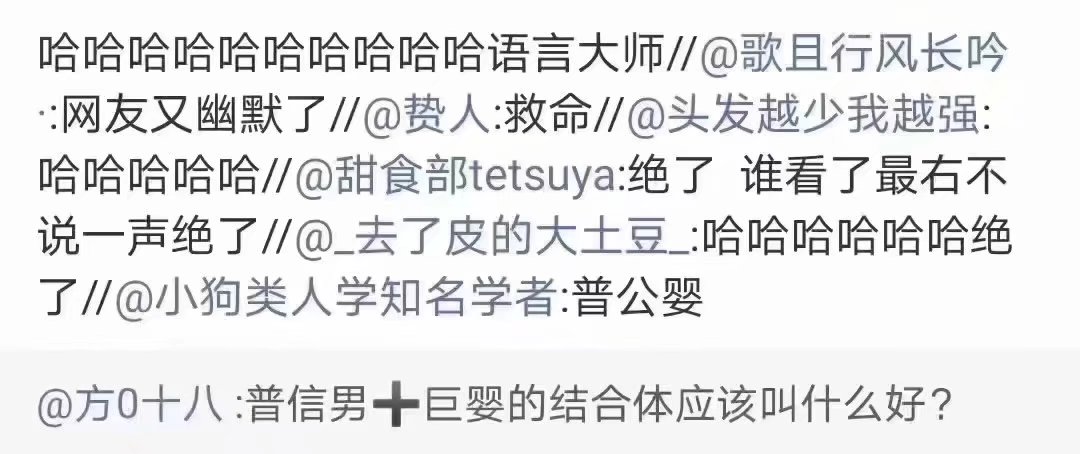 哈哈哈哈哈哈哈哈哈哈语言大师//@歌且行风长吟
·:网友又幽默了//@贽人:救命//@头发越少我越强:
哈哈哈哈哈//@甜食部tetsuya:绝了 谁看了最右不
说一声绝了//@_去了皮的大土豆_:哈哈哈哈哈哈绝
了//@小狗类人学知名学者:普公婴
@方0十八 :普信男➕巨婴的结合体应该叫什么好?